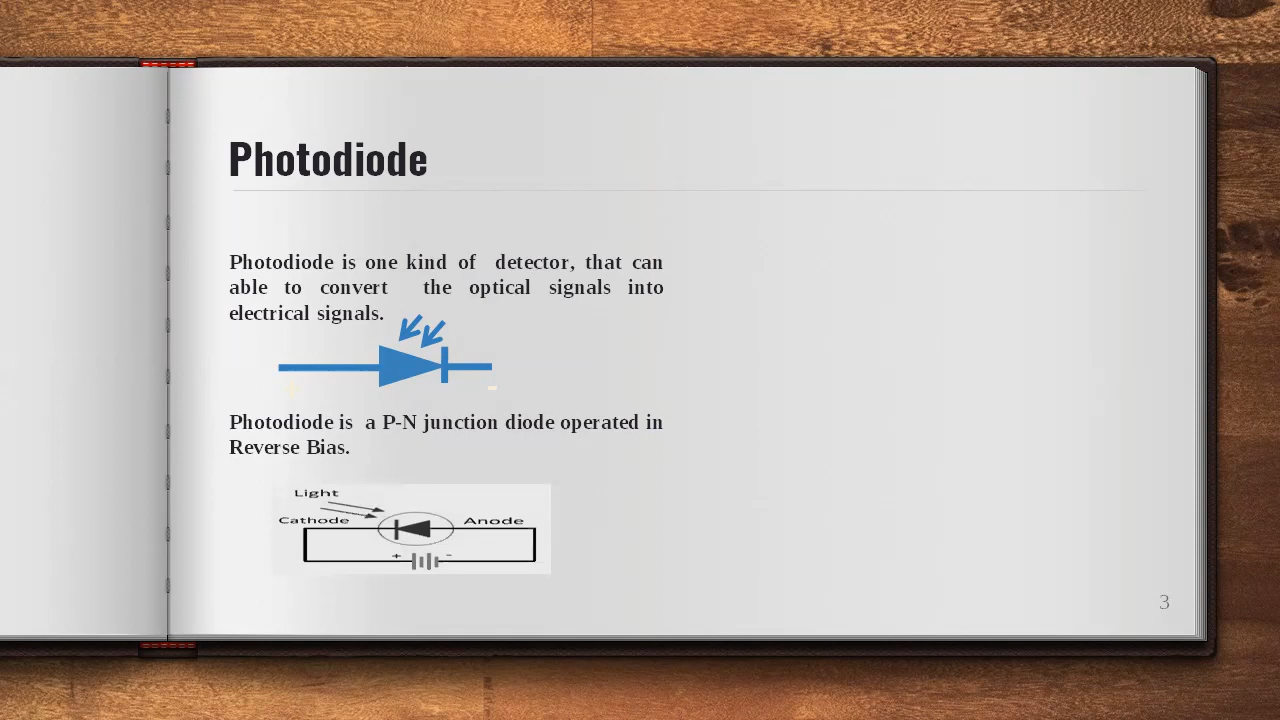 Photodiode
Photodiode is one kind of detector, that can
able to convert the optical signals into
electrical signals.
+
-
Photodiode is a P-N junction diode operated in
Reverse Bias.
Light
Cathode
Anode
+ -
3